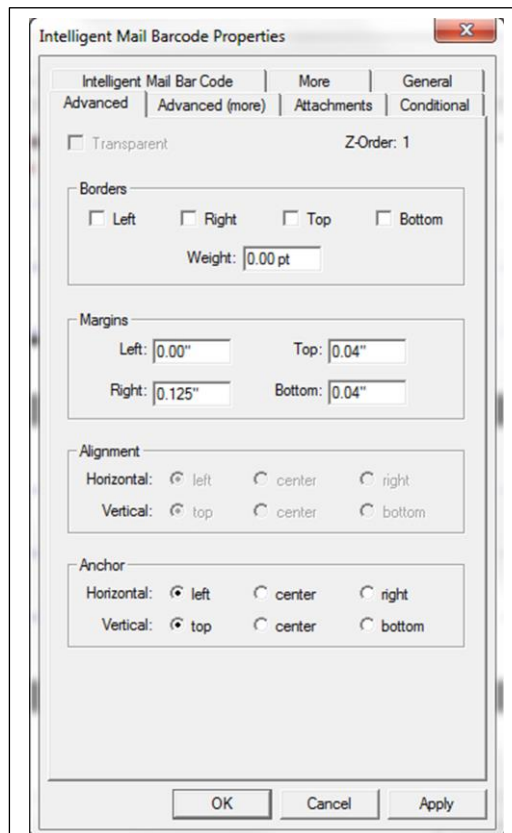 Intelligent Mail Barcode Properties
Intelligent Mail Bar Code More General
Advanced Advanced (more) Attachments Conditional
Transparent Z-Order: 1
Borders
Left Right Top Bottom
Weight: 0.00 pt
Margins
Left: 0.00" Top: 0.04"
Right: 0.125" Bottom: 0.04"
Alignment
Horizontal: left center right
Vertical: top center bottom
Anchor
Horizontal: left center right
Vertical: top center bottom
OK Cancel Apply